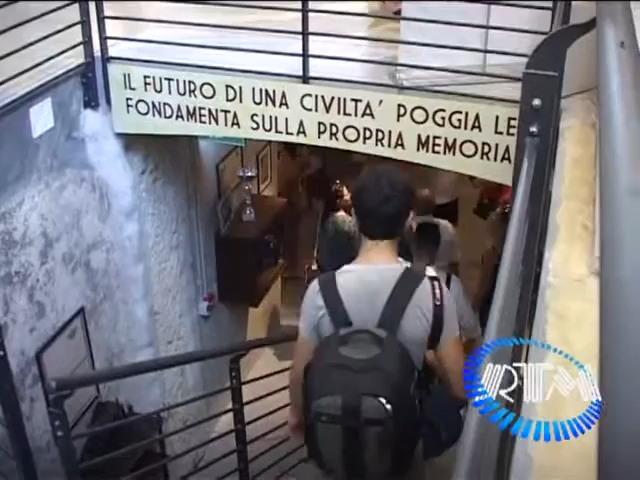 IL FUTURO DI UNA CIVILTA' POGGIA LE
FONDAMENTA SULLA PROPRIA MEMORIA
RTM